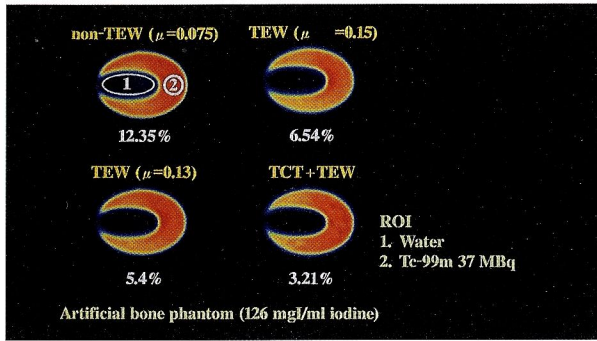 non-TEW (μ=0.075)
TEW (μ =0.15)
1
2
12.35%
6.54%
TEW (μ=0.13)
TCT+TEW
5.4%
3.21%
ROI
1. Water
2. Tc-99m 37 MBq
Artificial bone phantom (126 mgI/ml iodine)